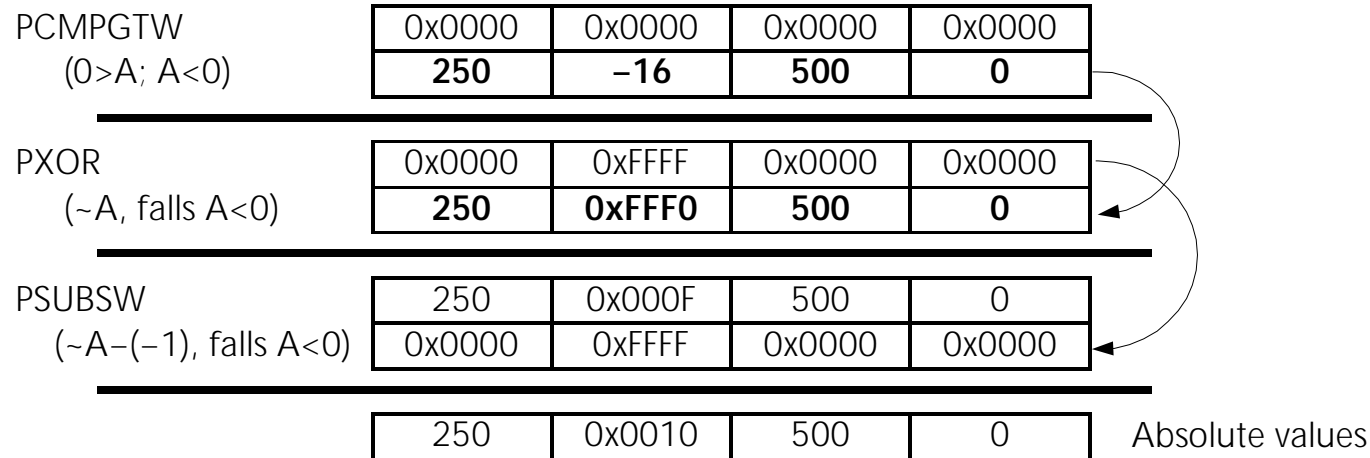 PCMPGTW 0x0000 0x0000 0x0000 0x0000
(0>A; A<0) 250 −16 500 0
PXOR 0x0000 0xFFFF 0x0000 0x0000
(~A, falls A<0) 250 0xFFF0 500 0
PSUBSW 250 0x000F 500 0
(~A−(−1), falls A<0) 0x0000 0xFFFF 0x0000 0x0000
250 0x0010 500 0 Absolute values